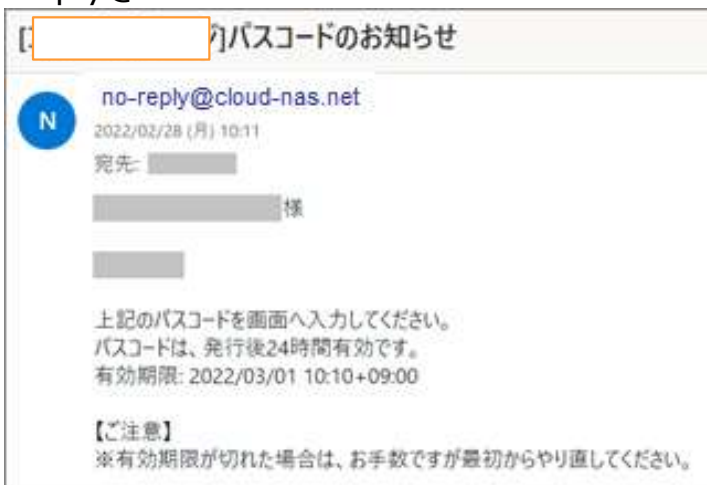 ]パスコードのお知らせ
N
no-reply@cloud-nas.net
2022/02/28 (月) 10:11
宛先:
様
上記のパスコードを画面へ入力してください。
パスコードは、発行後24時間有効です。
有効期限: 2022/03/01 10:10+09:00
【ご注意】
※有効期限が切れた場合は、お手数ですが最初からやり直してください。